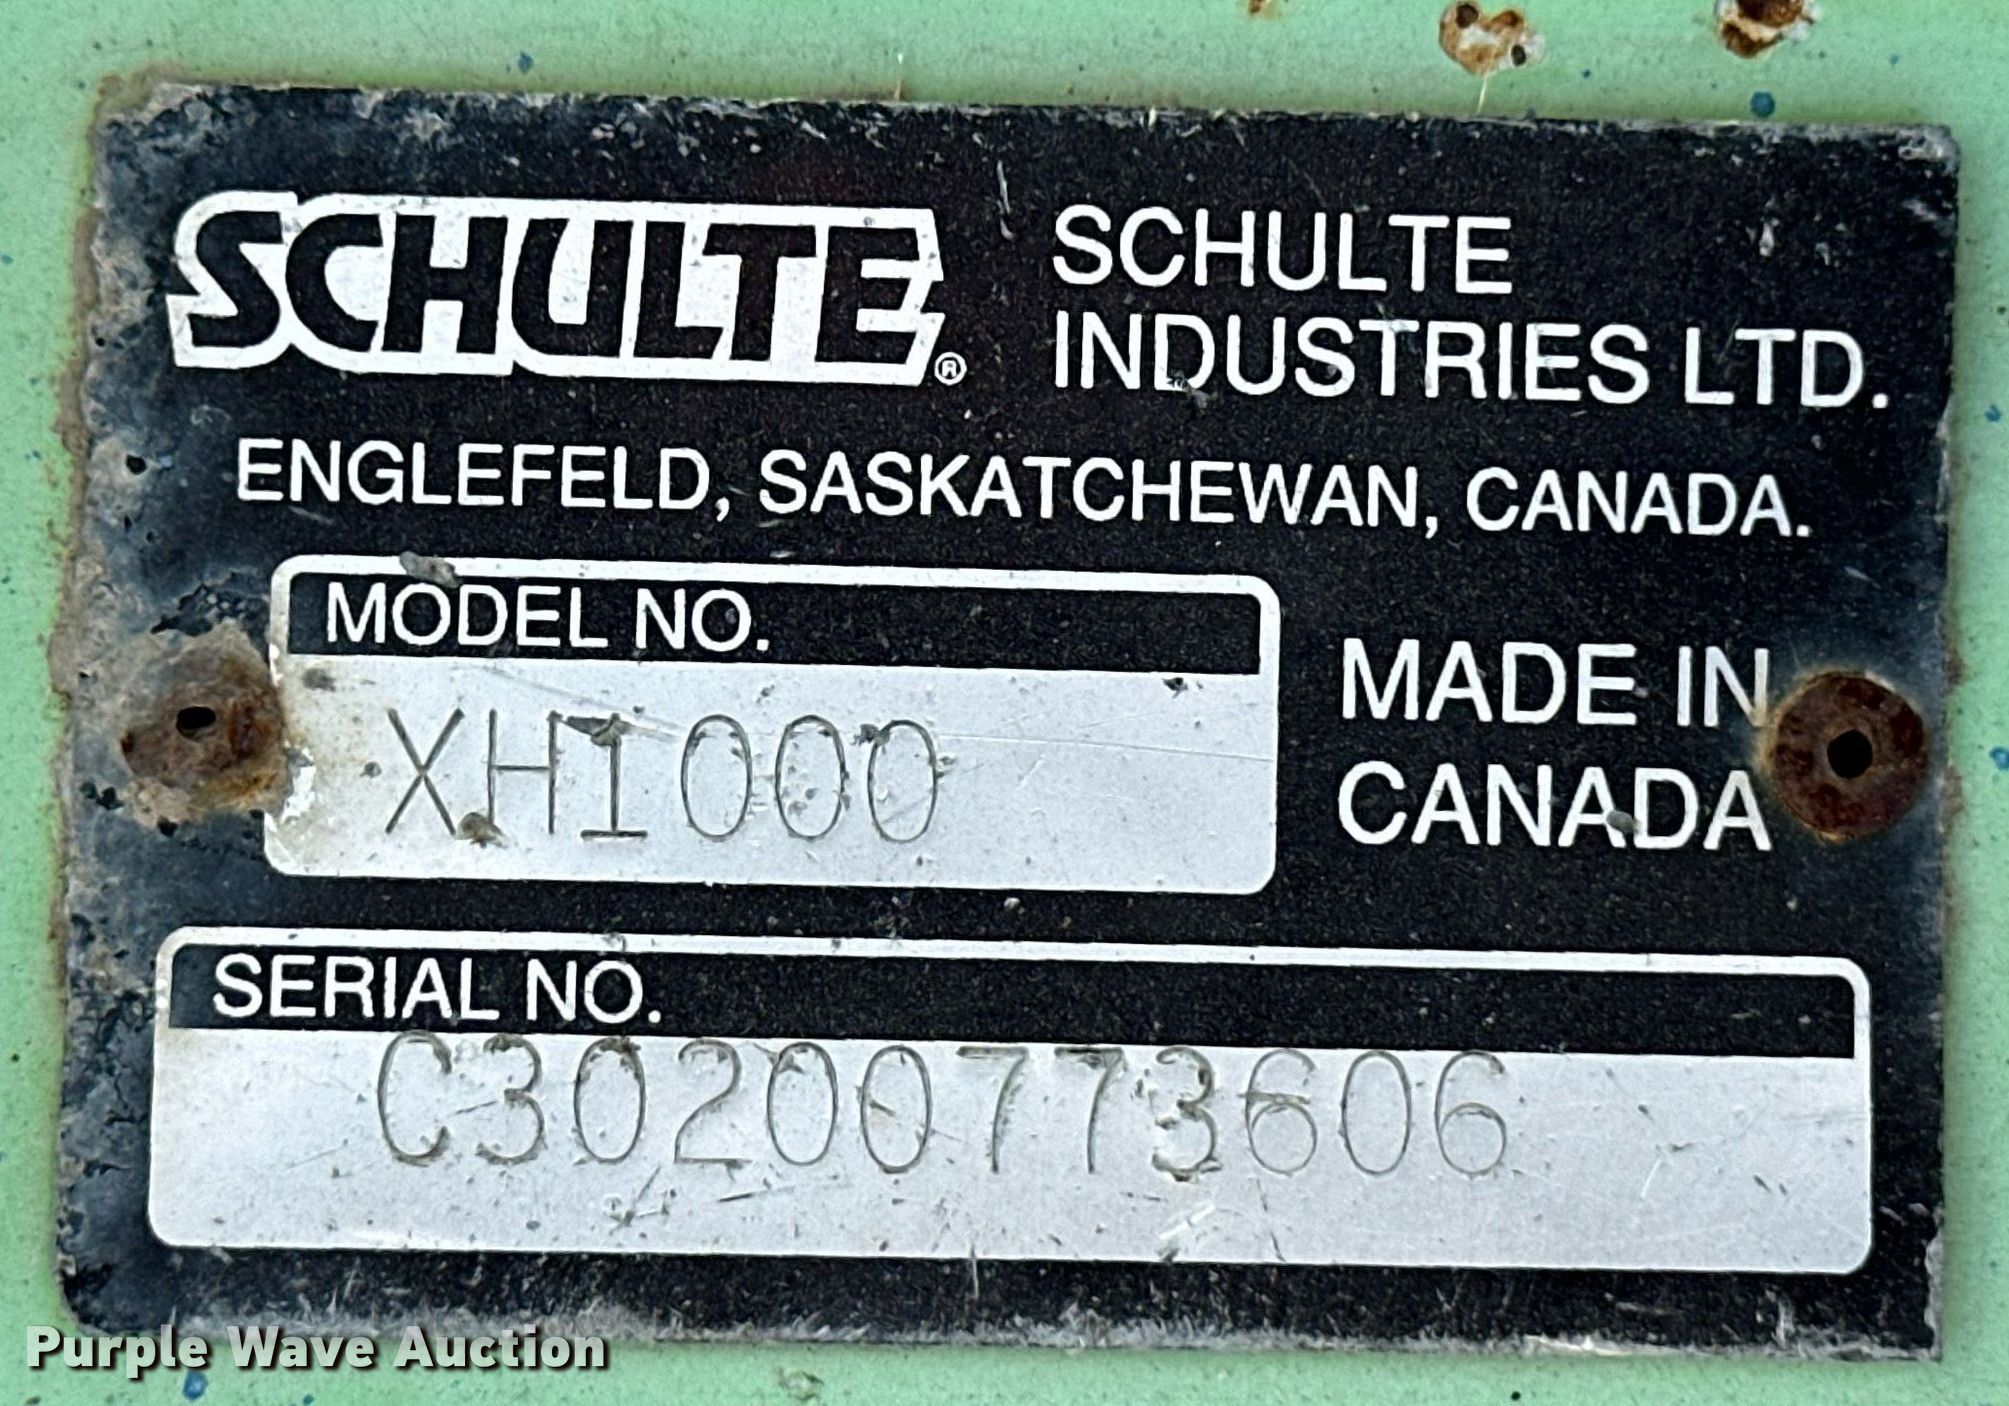 SCHULTE®
SCHULTE
INDUSTRIES LTD.
ENGLEFELD, SASKATCHEWAN, CANADA.
MODEL NO.
XH1000
MADE IN
CANADA
SERIAL NO.
C30200773606
Purple Wave Auction